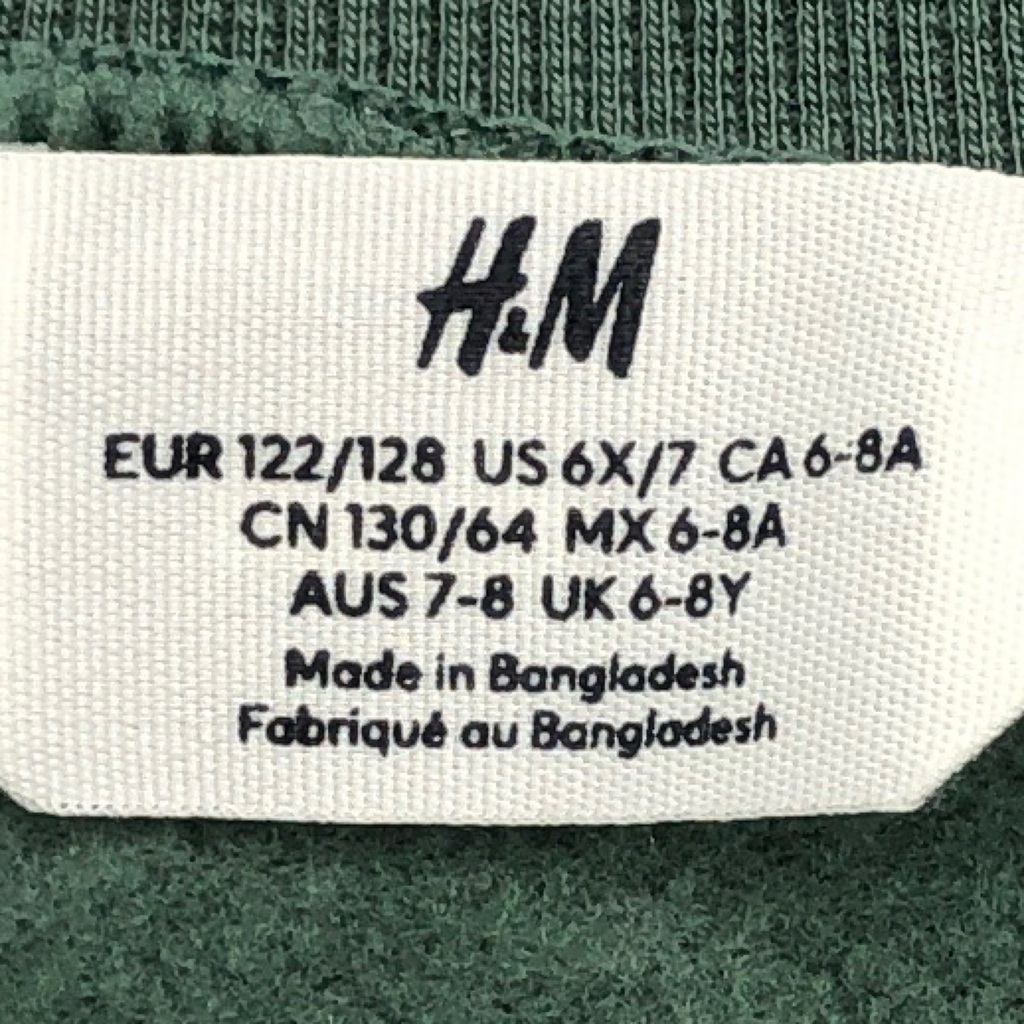 H&M
EUR 122/128 US 6X/7 CA 6-8A
CN 130/64 MX 6-8A
AUS 7-8 UK 6-8Y
Made in Bangladesh
Fabriqué au Bangladesh